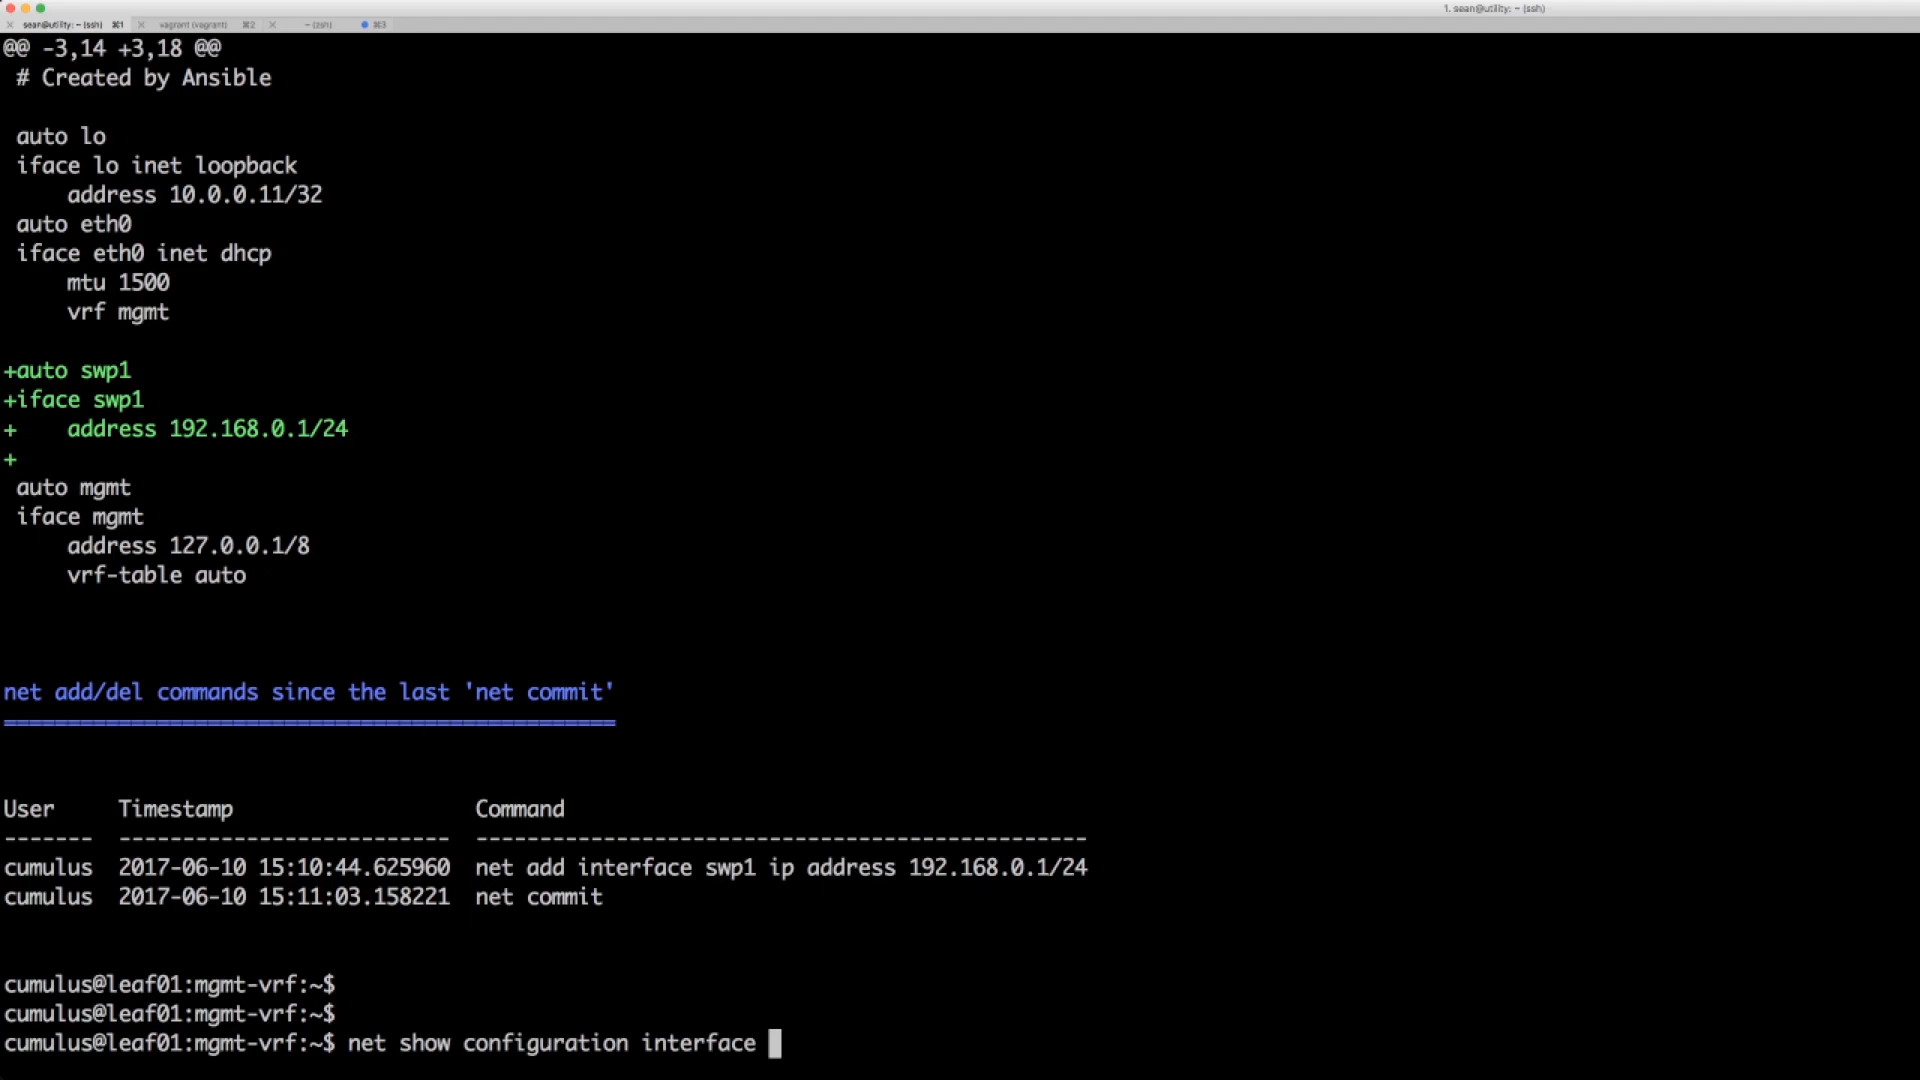 1. sean@utility: ~ (ssh)
sean@utility: ~ (ssh) ⌘1 vagrant (vagrant) ⌘2 ~ (zsh) ⌘3
@@ -3,14 +3,18 @@
# Created by Ansible
auto lo
iface lo inet loopback
address 10.0.0.11/32
auto eth0
iface eth0 inet dhcp
mtu 1500
vrf mgmt
+auto swp1
+iface swp1
+ address 192.168.0.1/24
+
auto mgmt
iface mgmt
address 127.0.0.1/8
vrf-table auto
net add/del commands since the last 'net commit'
================================================
User Timestamp Command
------- -------------------------- ------------------------------------------------
cumulus 2017-06-10 15:10:44.625960 net add interface swp1 ip address 192.168.0.1/24
cumulus 2017-06-10 15:11:03.158221 net commit
cumulus@leaf01:mgmt-vrf:~$
cumulus@leaf01:mgmt-vrf:~$
cumulus@leaf01:mgmt-vrf:~$ net show configuration interface